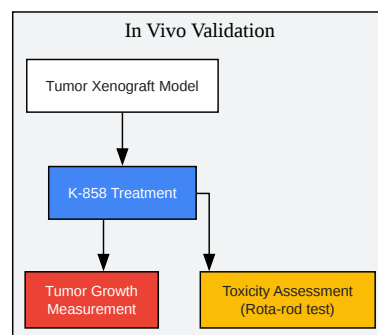 In Vivo Validation
Tumor Xenograft Model
K-858 Treatment
Tumor Growth
Measurement
Toxicity Assessment
(Rota-rod test)